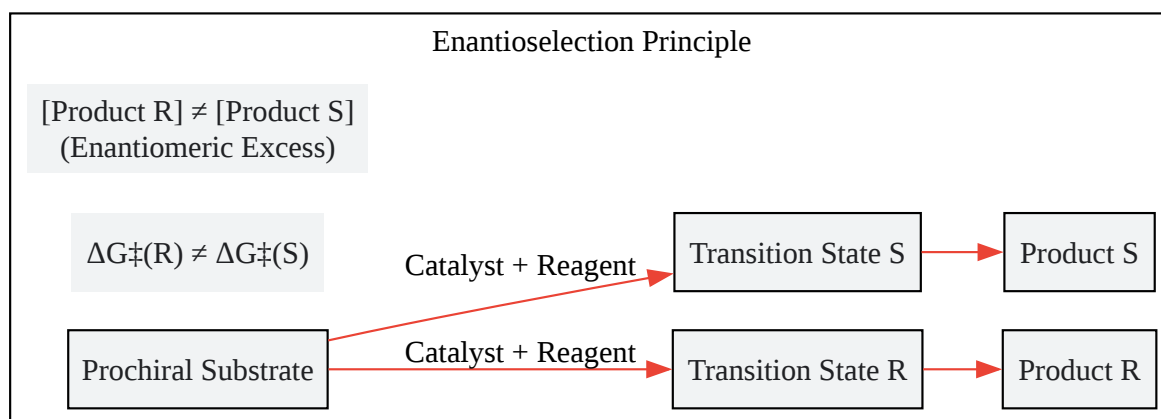 Enantioselection Principle
[Product R] ≠ [Product S]
(Enantiomeric Excess)
ΔG‡(R) ≠ ΔG‡(S)
Catalyst + Reagent
Transition State S
Product S
Prochiral Substrate
Catalyst + Reagent
Transition State R
Product R